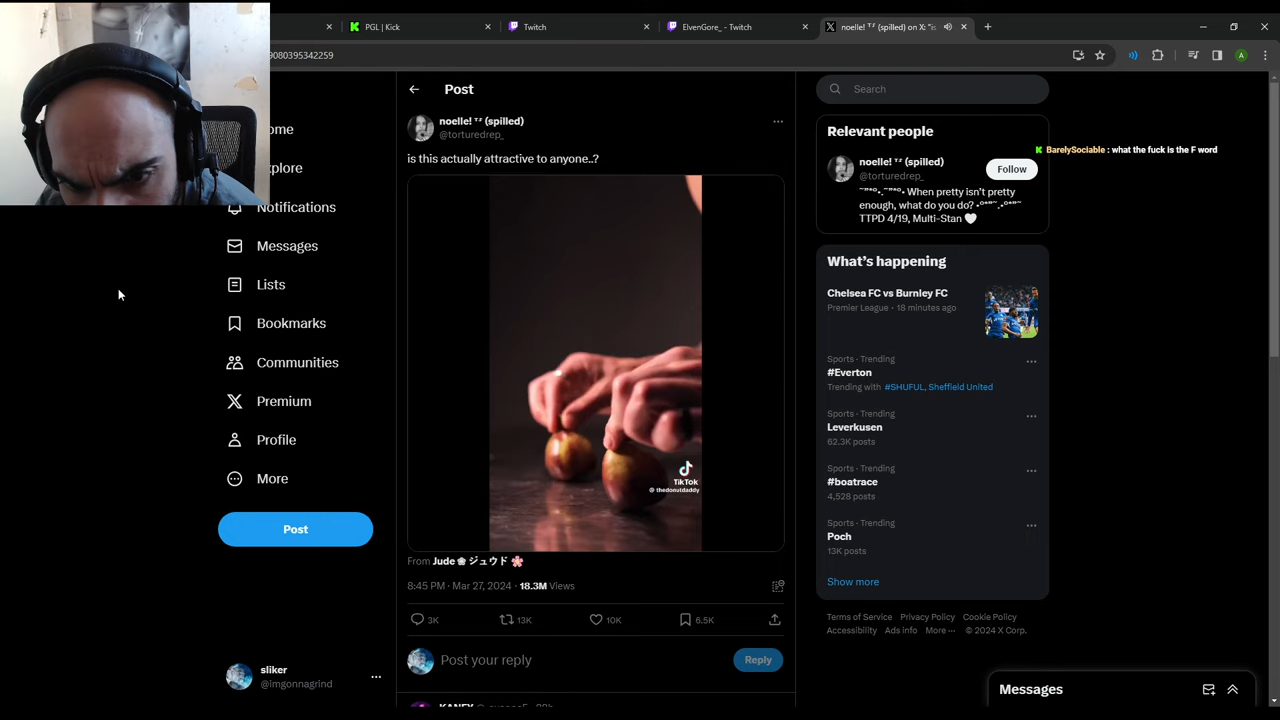 PGL | Kick
Twitch
ElvenGore_ - Twitch
noelle! ᵀᶻ (spilled) on X: "is
9080395342259
A
Post
Search
ome
xplore
Notifications
Messages
Lists
Bookmarks
Communities
Premium
Profile
More
Post
sliker
@imgonnagrind
noelle! (spilled)
@torturedrep_
is this actually attractive to anyone..?
TikTok
@thedonutdaddy
From Jude ❀ ジュウド 🌸
8:45 PM · Mar 27, 2024 · 18.3M Views
3K
13K
10K
6.5K
Post your reply
Reply
Relevant people
BarelySociable : what the fuck is the F word
noelle! (spilled)
@torturedrep_
Follow
When pretty isn't pretty
enough, what do you do?
TTPD 4/19, Multi-Stan 🤍
What's happening
Chelsea FC vs Burnley FC
Premier League · 18 minutes ago
Sports · Trending
#Everton
Trending with #SHUFUL, Sheffield United
Sports · Trending
Leverkusen
62.3K posts
Sports · Trending
#boatrace
4,528 posts
Sports · Trending
Poch
13K posts
Show more
Terms of Service Privacy Policy Cookie Policy
Accessibility Ads info More ··· © 2024 X Corp.
Messages